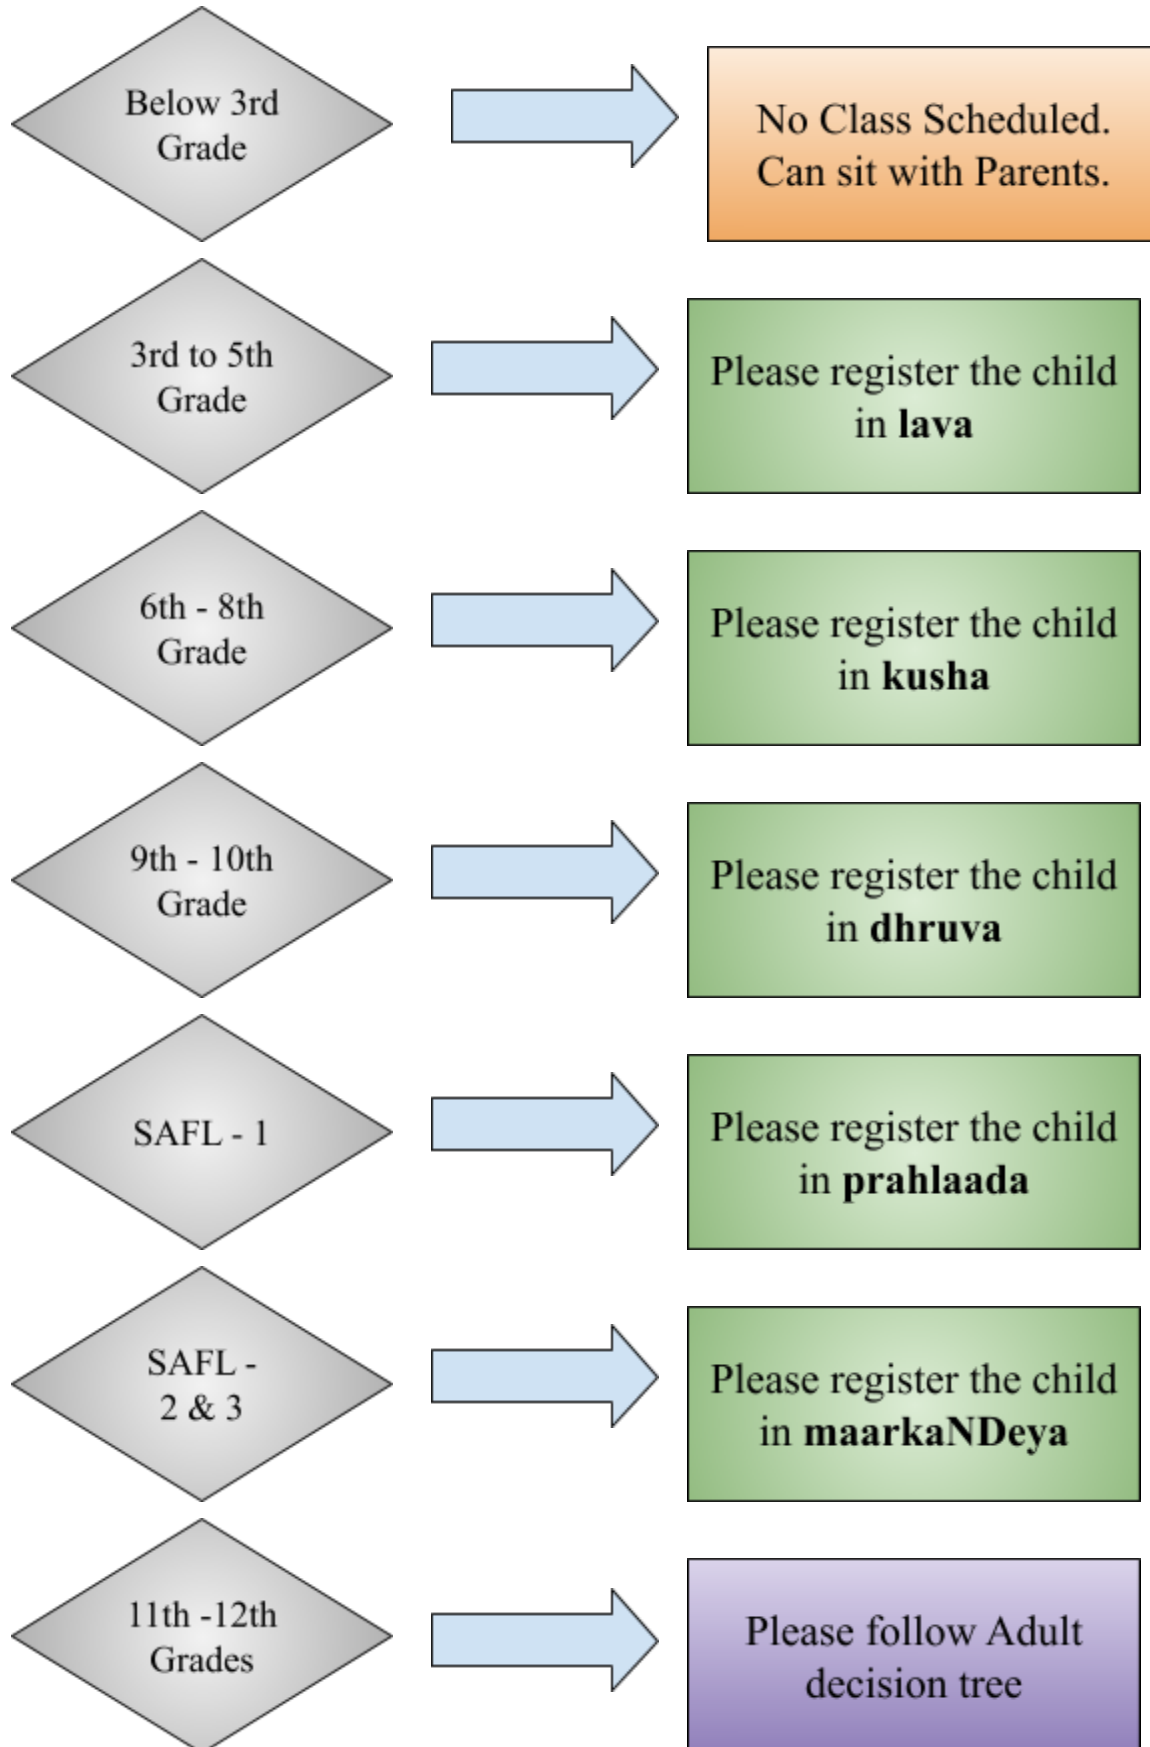 Below 3rd
Grade
No Class Scheduled.
Can sit with Parents.
3rd to 5th
Grade
Please register the child
in lava
6th - 8th
Grade
Please register the child
in kusha
9th - 10th
Grade
Please register the child
in dhruva
SAFL - 1
Please register the child
in prahlaada
SAFL -
2 & 3
Please register the child
in maarkaNDeya
11th -12th
Grades
Please follow Adult
decision tree